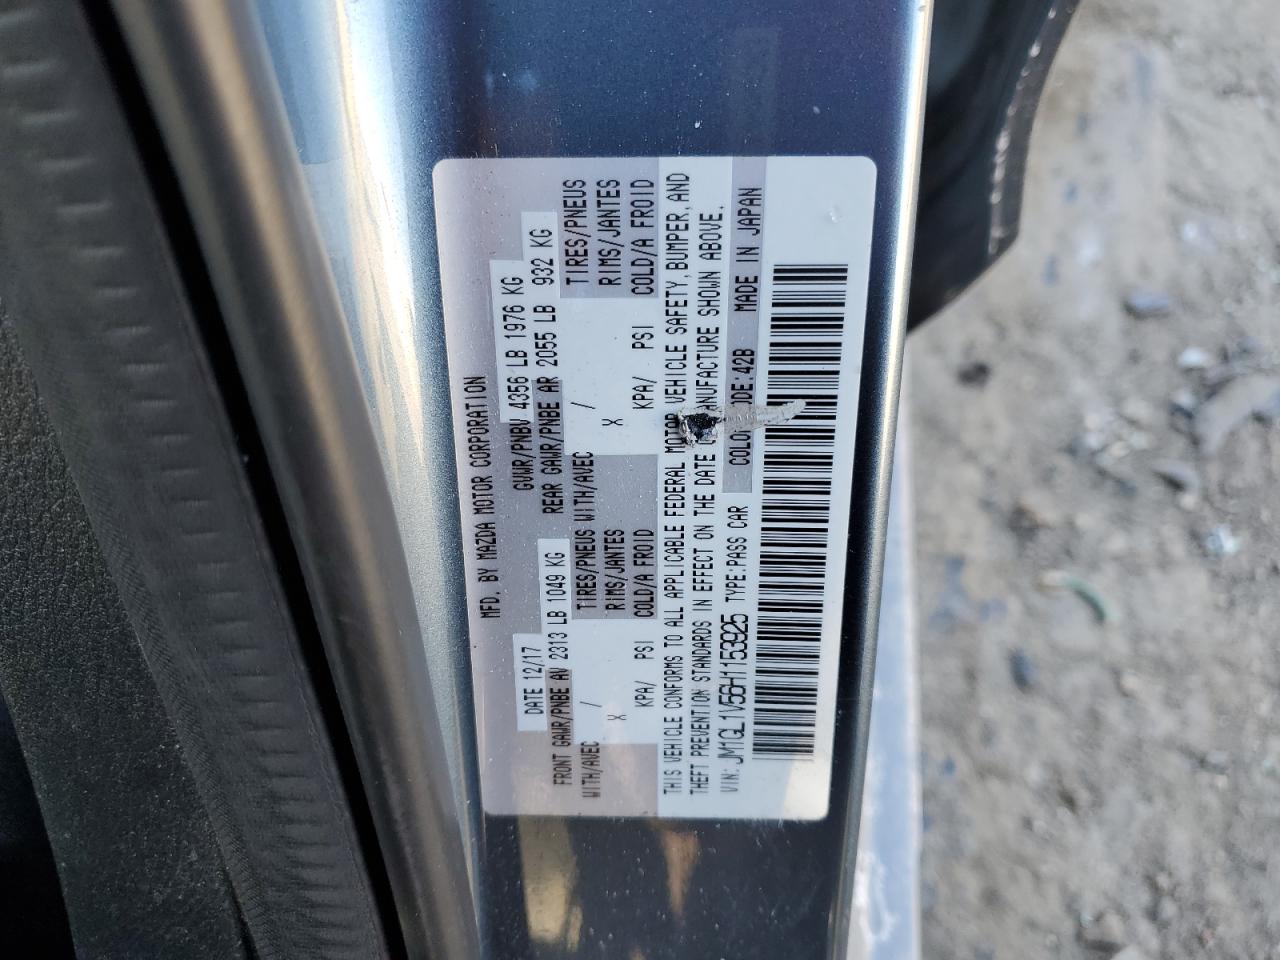 MFD. BY MAZDA MOTOR CORPORATION
DATE 12/17 GVWR/PNBV 4356 LB 1976 KG
FRONT GAWR/PNBE AV 2313 LB 1049 KG REAR GAWR/PNBE AR 2055 LB 932 KG
WITH/AVEC / TIRES/PNEUS WITH/AVEC / TIRES/PNEUS
X RIMS/JANTES X RIMS/JANTES
KPA/ PSI COLD/A FROID KPA/ PSI COLD/A FROID
THIS VEHICLE CONFORMS TO ALL APPLICABLE FEDERAL MOTOR VEHICLE SAFETY, BUMPER, AND
THEFT PREVENTION STANDARDS IN EFFECT ON THE DATE MANUFACTURE SHOWN ABOVE.
VIN: JM1GL1V56H1153925 TYPE:PASS CAR 42B MADE IN JAPAN